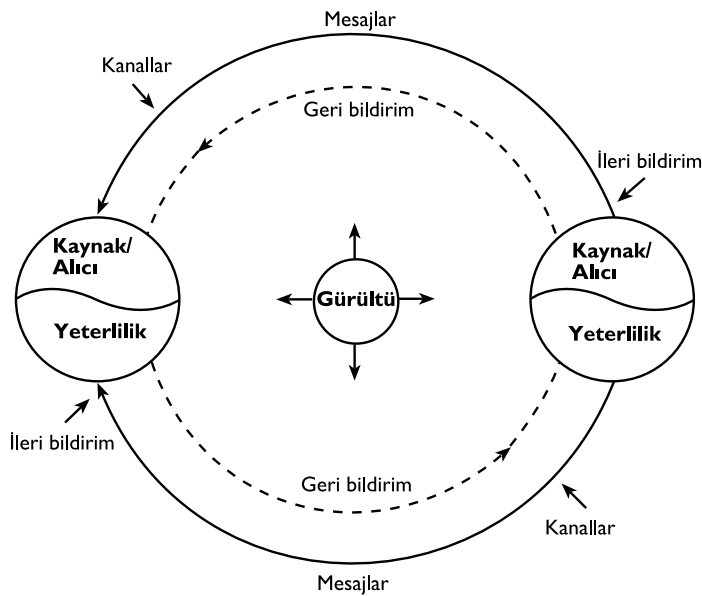 Mesajlar
Kanallar
Geri bildirim
İleri bildirim
Kaynak/
Alıcı
Yeterlilik
Gürültü
Kaynak/
Alıcı
Yeterlilik
İleri bildirim
Geri bildirim
Kanallar
Mesajlar